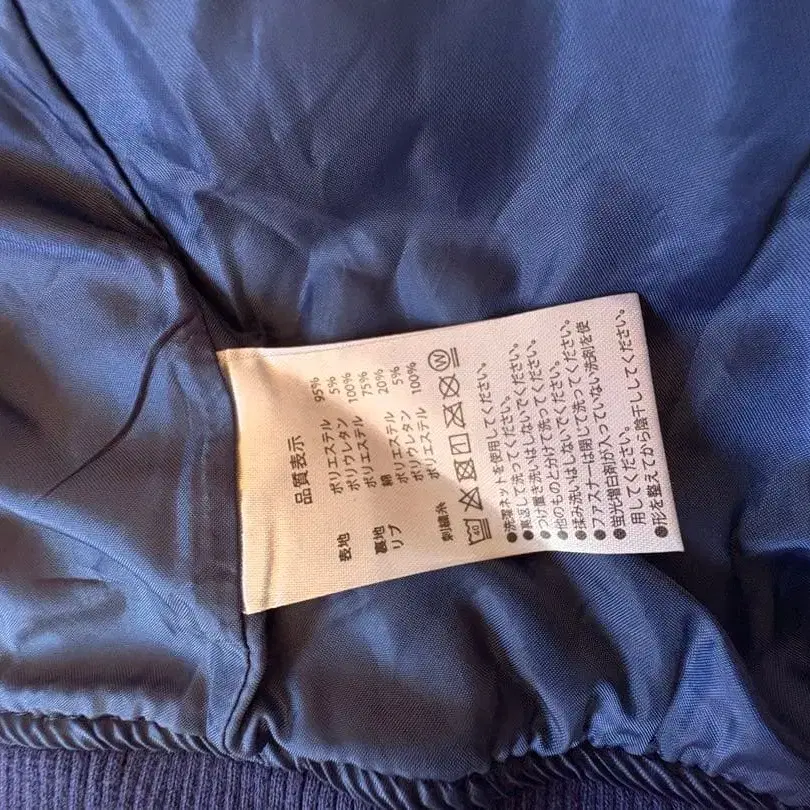 品質表示
表地 ポリエステル 95%
ポリウレタン 5%
裏地 ポリエステル 100%
リブ ポリエステル 75%
綿 20%
ポリウレタン 5%
刺繍糸 ポリエステル 100%
40 W
●洗濯ネットを使用してください。
●裏返して洗ってください。
●つけ置き洗いはしないでください。
●他のものと分けて洗ってください。
●揉み洗いはしないでください。
●ファスナーは閉じて洗ってください。
●蛍光増白剤が入っていない洗剤を使
用してください。
●形を整えてから陰干ししてください。